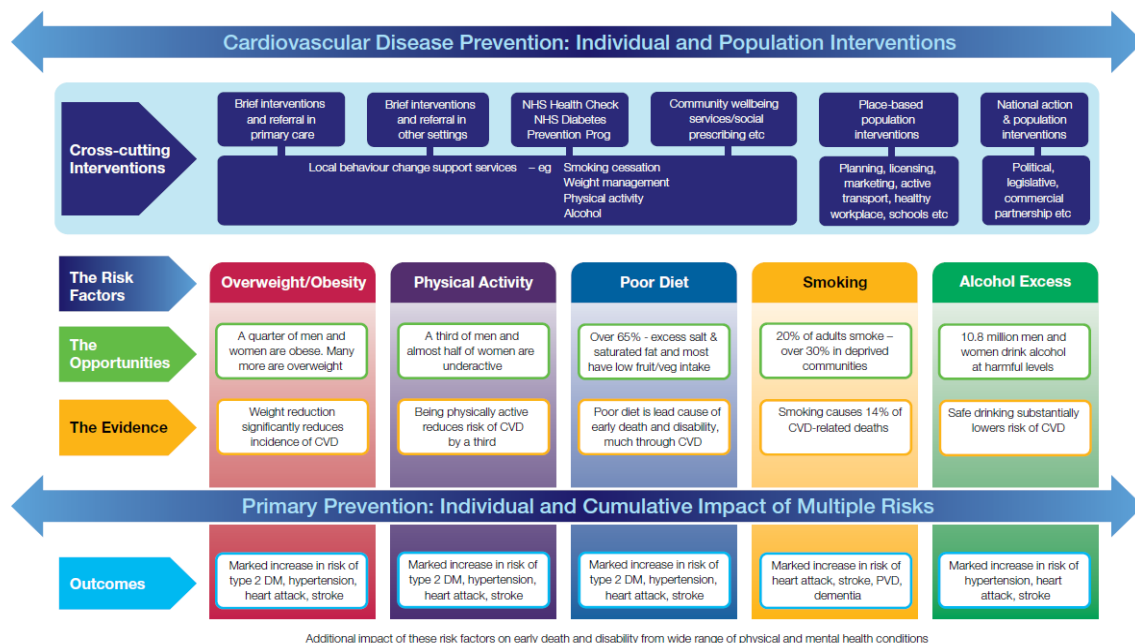 Cardiovascular Disease Prevention: Individual and Population Interventions
Cross-cutting
Interventions
Brief interventions
and referral in
primary care
Brief interventions
and referral in
other settings
NHS Health Check
NHS Diabetes
Prevention Prog
Community wellbeing
services/social
prescribing etc
Place-based
population
interventions
National action
& population
interventions
Local behaviour change support services – eg Smoking cessation
Weight management
Physical activity
Alcohol
Planning, licensing,
marketing, active
transport, healthy
workplace, schools etc
Political,
legislative,
commercial
partnership etc
The Risk
Factors
Overweight/Obesity
Physical Activity
Poor Diet
Smoking
Alcohol Excess
The
Opportunities
A quarter of men and
women are obese. Many
more are overweight
A third of men and
almost half of women are
underactive
Over 65% - excess salt &
saturated fat and most
have low fruit/veg intake
20% of adults smoke –
over 30% in deprived
communities
10.8 million men and
women drink alcohol
at harmful levels
The Evidence
Weight reduction
significantly reduces
incidence of CVD
Being physically active
reduces risk of CVD
by a third
Poor diet is lead cause of
early death and disability,
much through CVD
Smoking causes 14% of
CVD-related deaths
Safe drinking substantially
lowers risk of CVD
Primary Prevention: Individual and Cumulative Impact of Multiple Risks
Outcomes
Marked increase in risk of
type 2 DM, hypertension,
heart attack, stroke
Marked increase in risk of
type 2 DM, hypertension,
heart attack, stroke
Marked increase in risk of
type 2 DM, hypertension,
heart attack, stroke
Marked increase in risk of
heart attack, stroke, PVD,
dementia
Marked increase in risk of
hypertension, heart
attack, stroke
Additional impact of these risk factors on early death and disability from wide range of physical and mental health conditions